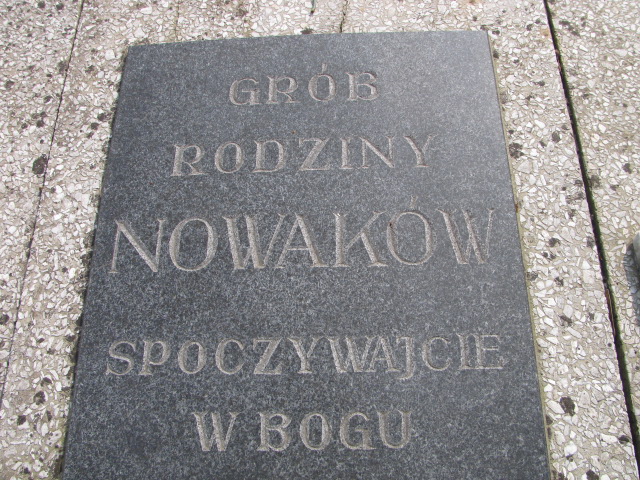 GRÓB
RODZINY
NOWAKÓW
SPOCZYWAJCIE
W BOGU